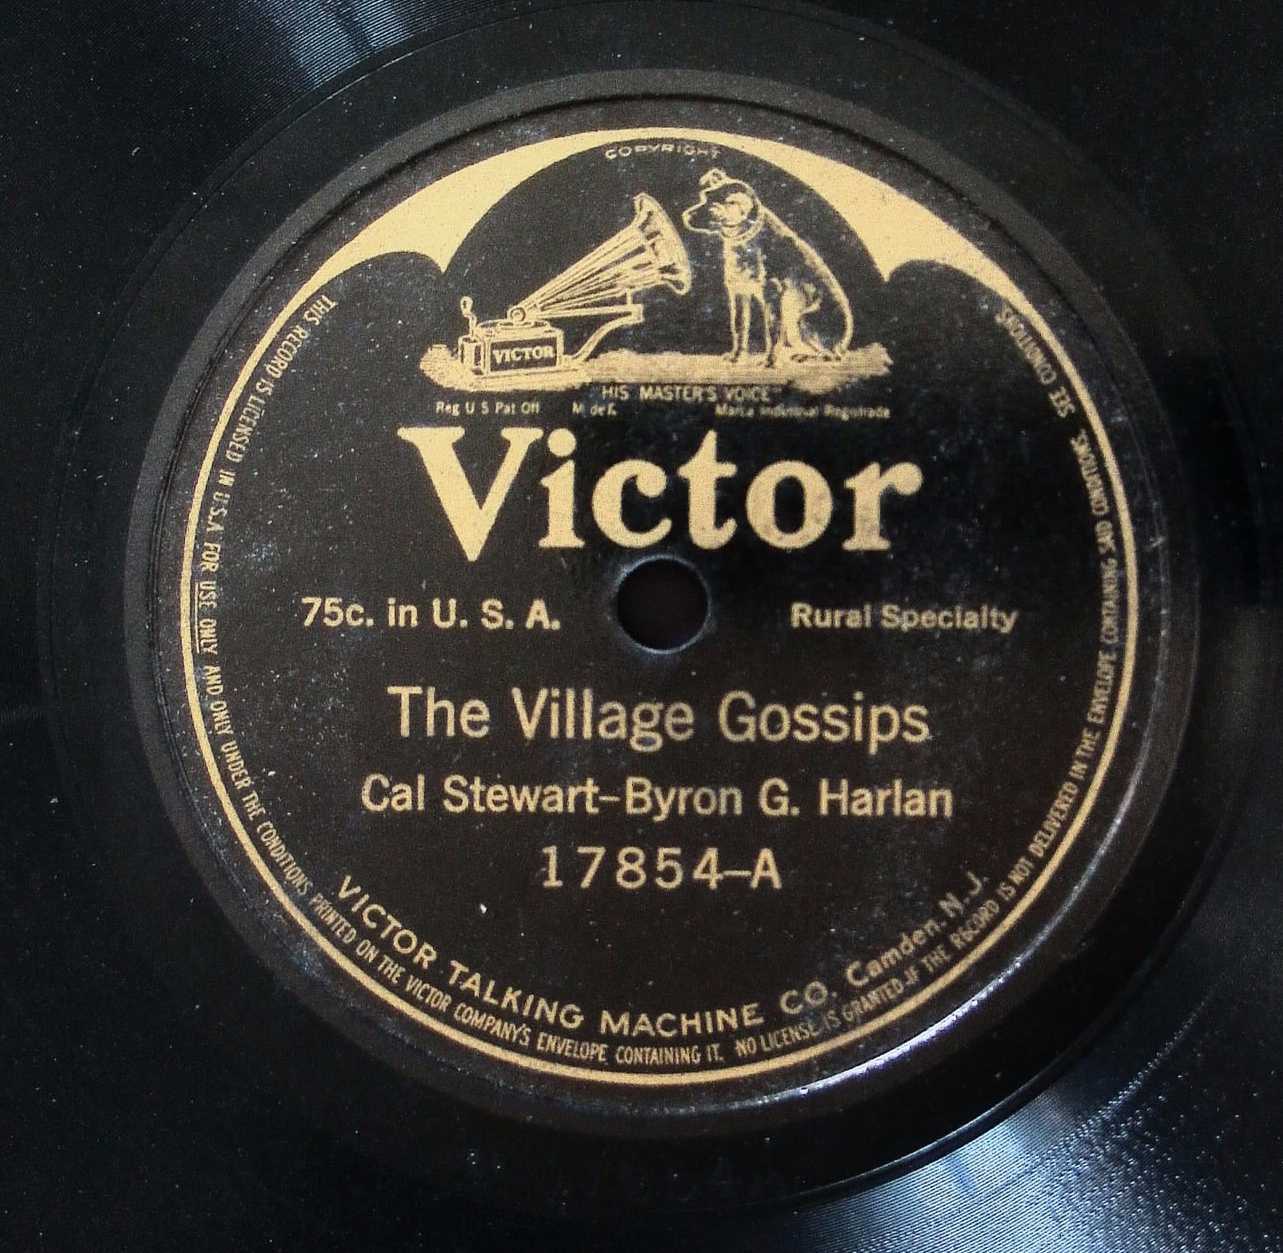 COPYRIGHT
VICTOR
"HIS MASTER'S VOICE"
Reg U S Pat Off M de F. Marca Industrial Registrada
Victor
75c. in U. S. A. Rural Specialty
The Village Gossips
Cal Stewart–Byron G. Harlan
17854–A
VICTOR TALKING MACHINE CO. Camden. N.J.
THIS RECORD IS LICENSED IN U.S.A FOR USE ONLY AND ONLY UNDER THE CONDITIONS PRINTED ON THE VICTOR COMPANY'S ENVELOPE CONTAINING IT. NO LICENSE IS GRANTED IF THE RECORD IS NOT DELIVERED IN THE ENVELOPE CONTAINING SAID CONDITIONS. SEE CONDITIONS